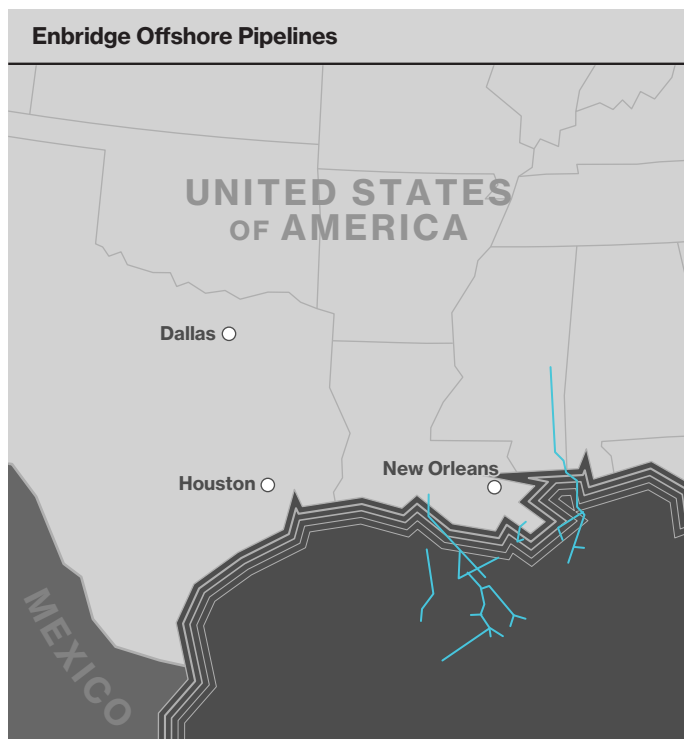 Enbridge Offshore Pipelines
UNITED STATES
OF AMERICA
Dallas
New Orleans
Houston
MEXICO